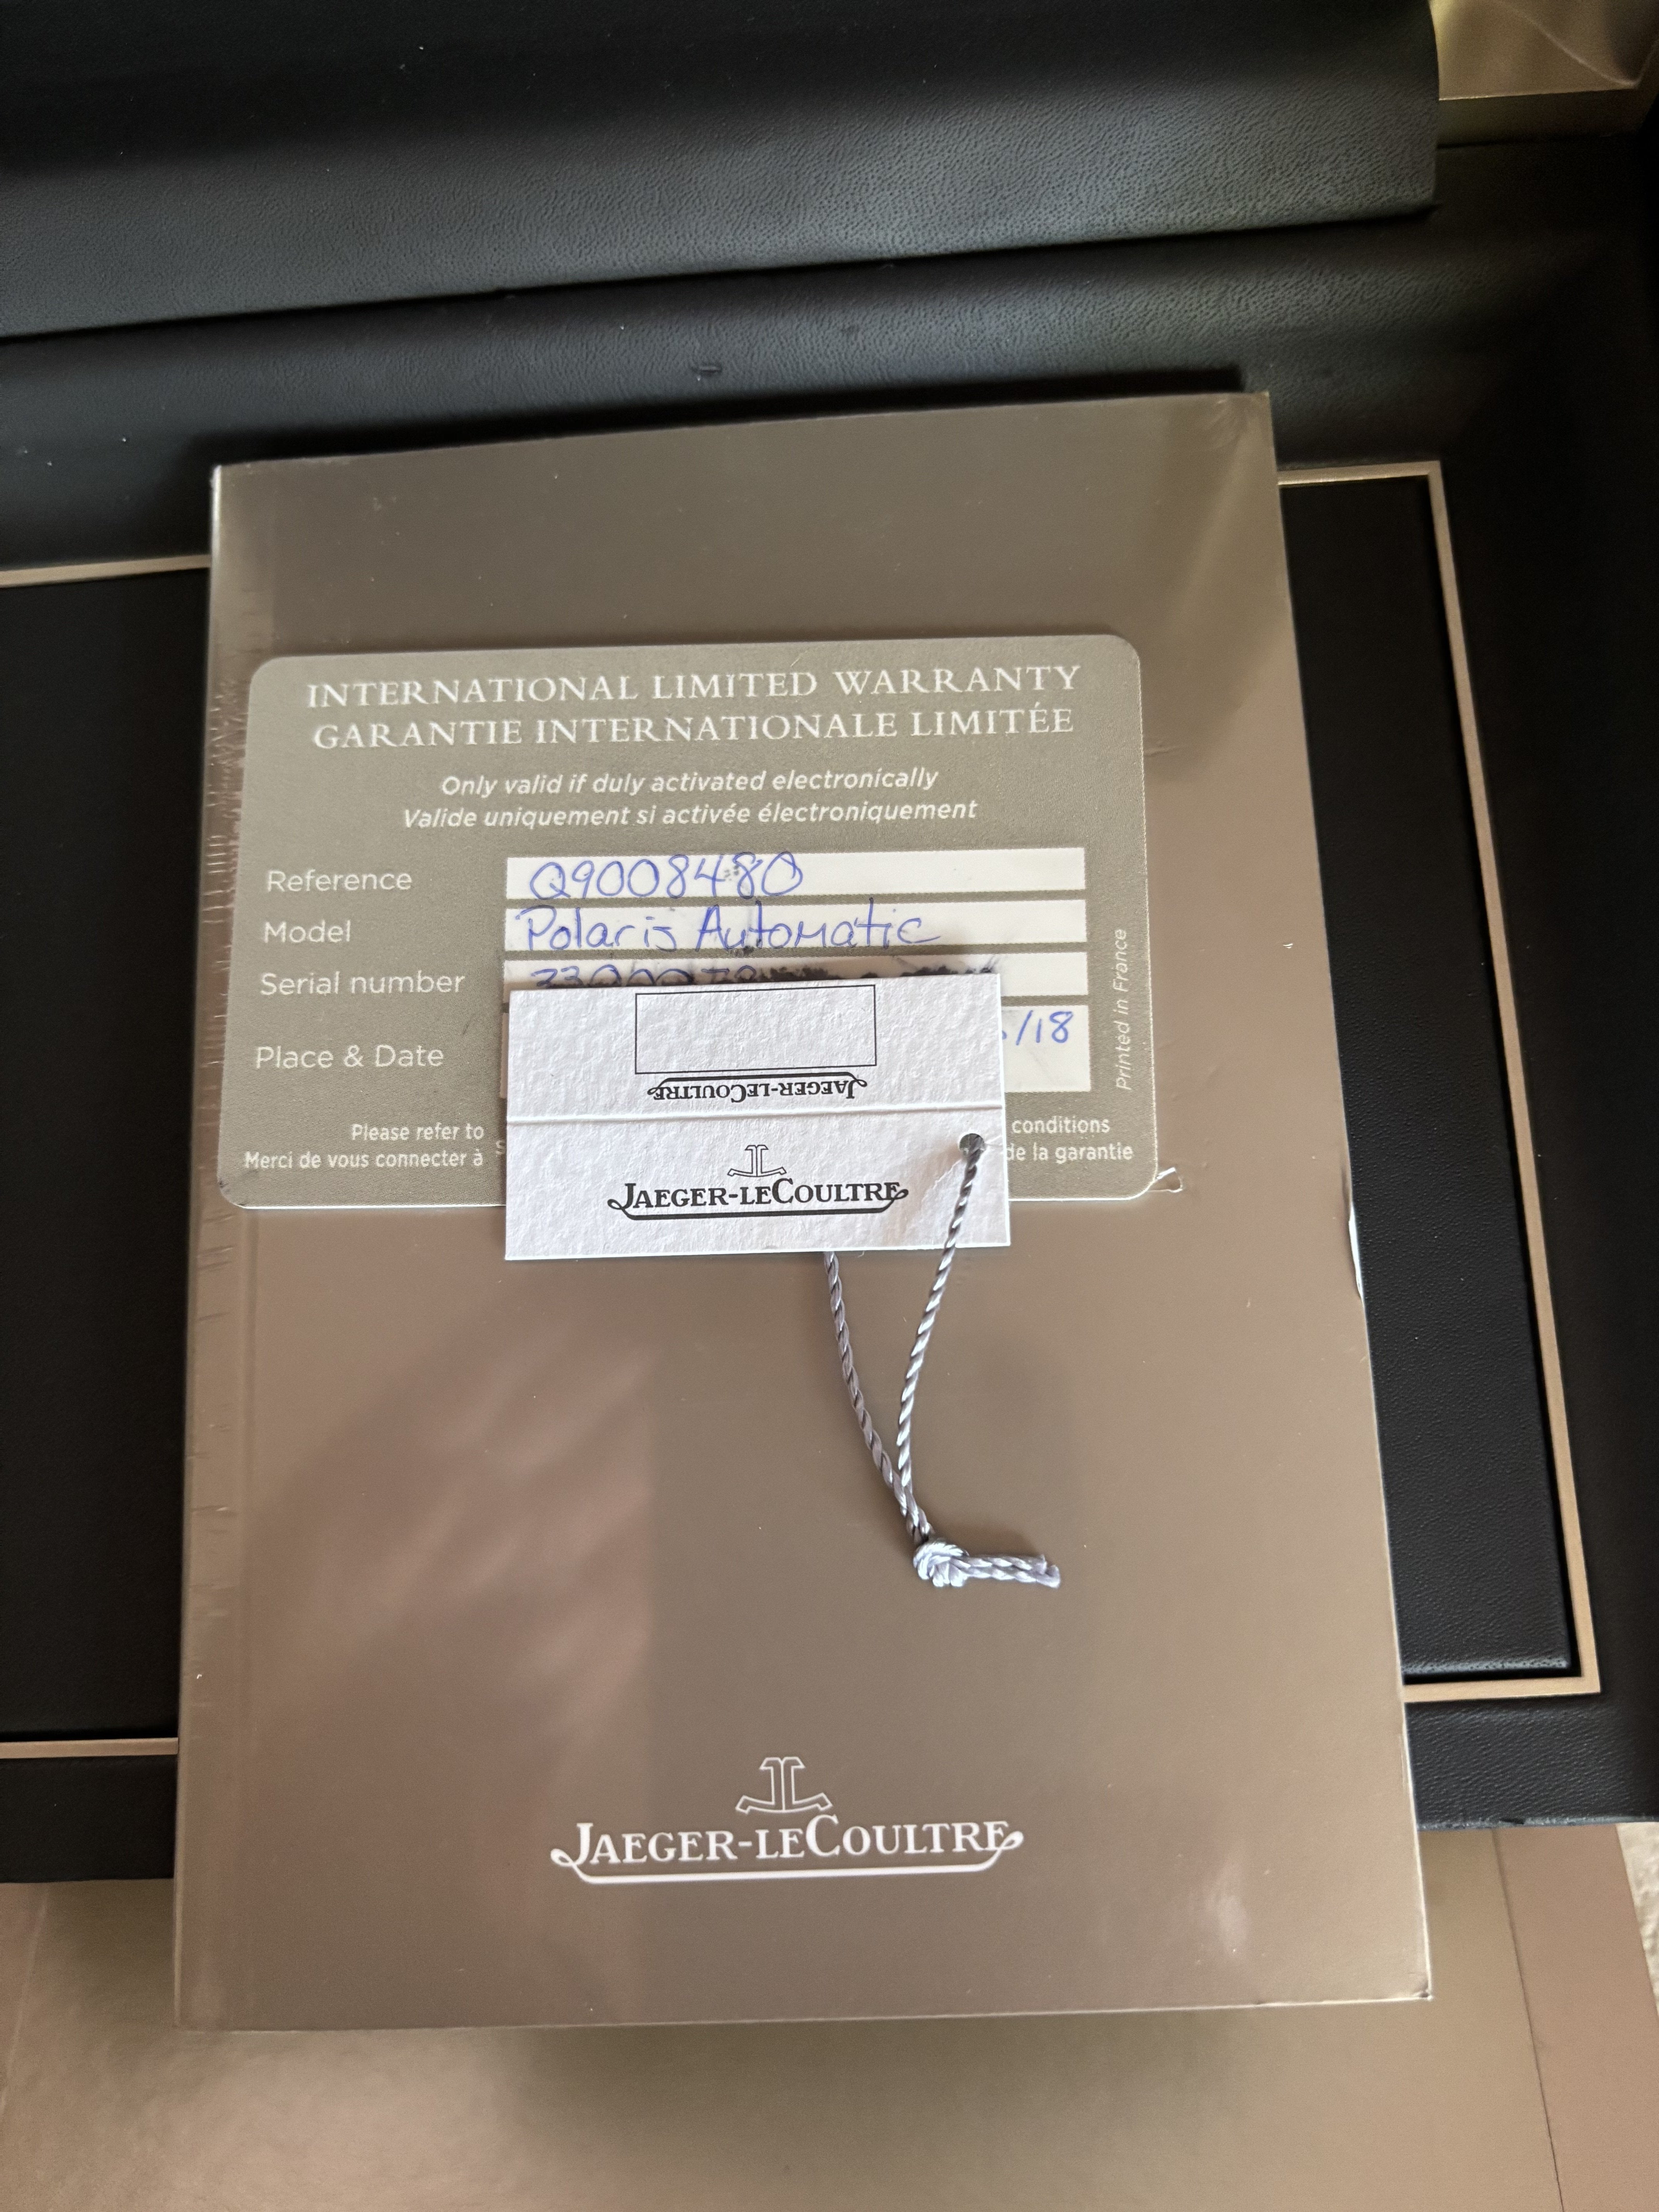 INTERNATIONAL LIMITED WARRANTY
GARANTIE INTERNATIONALE LIMITÉE
Only valid if duly activated electronically
Valide uniquement si activée électroniquement
Reference Q9008480
Model Polaris Automatic
Serial number
Place & Date /18
Printed in France
Please refer to conditions
Merci de vous connecter à de la garantie
JAEGER-LECOULTRE
JAEGER-LECOULTRE
JAEGER-LECOULTRE